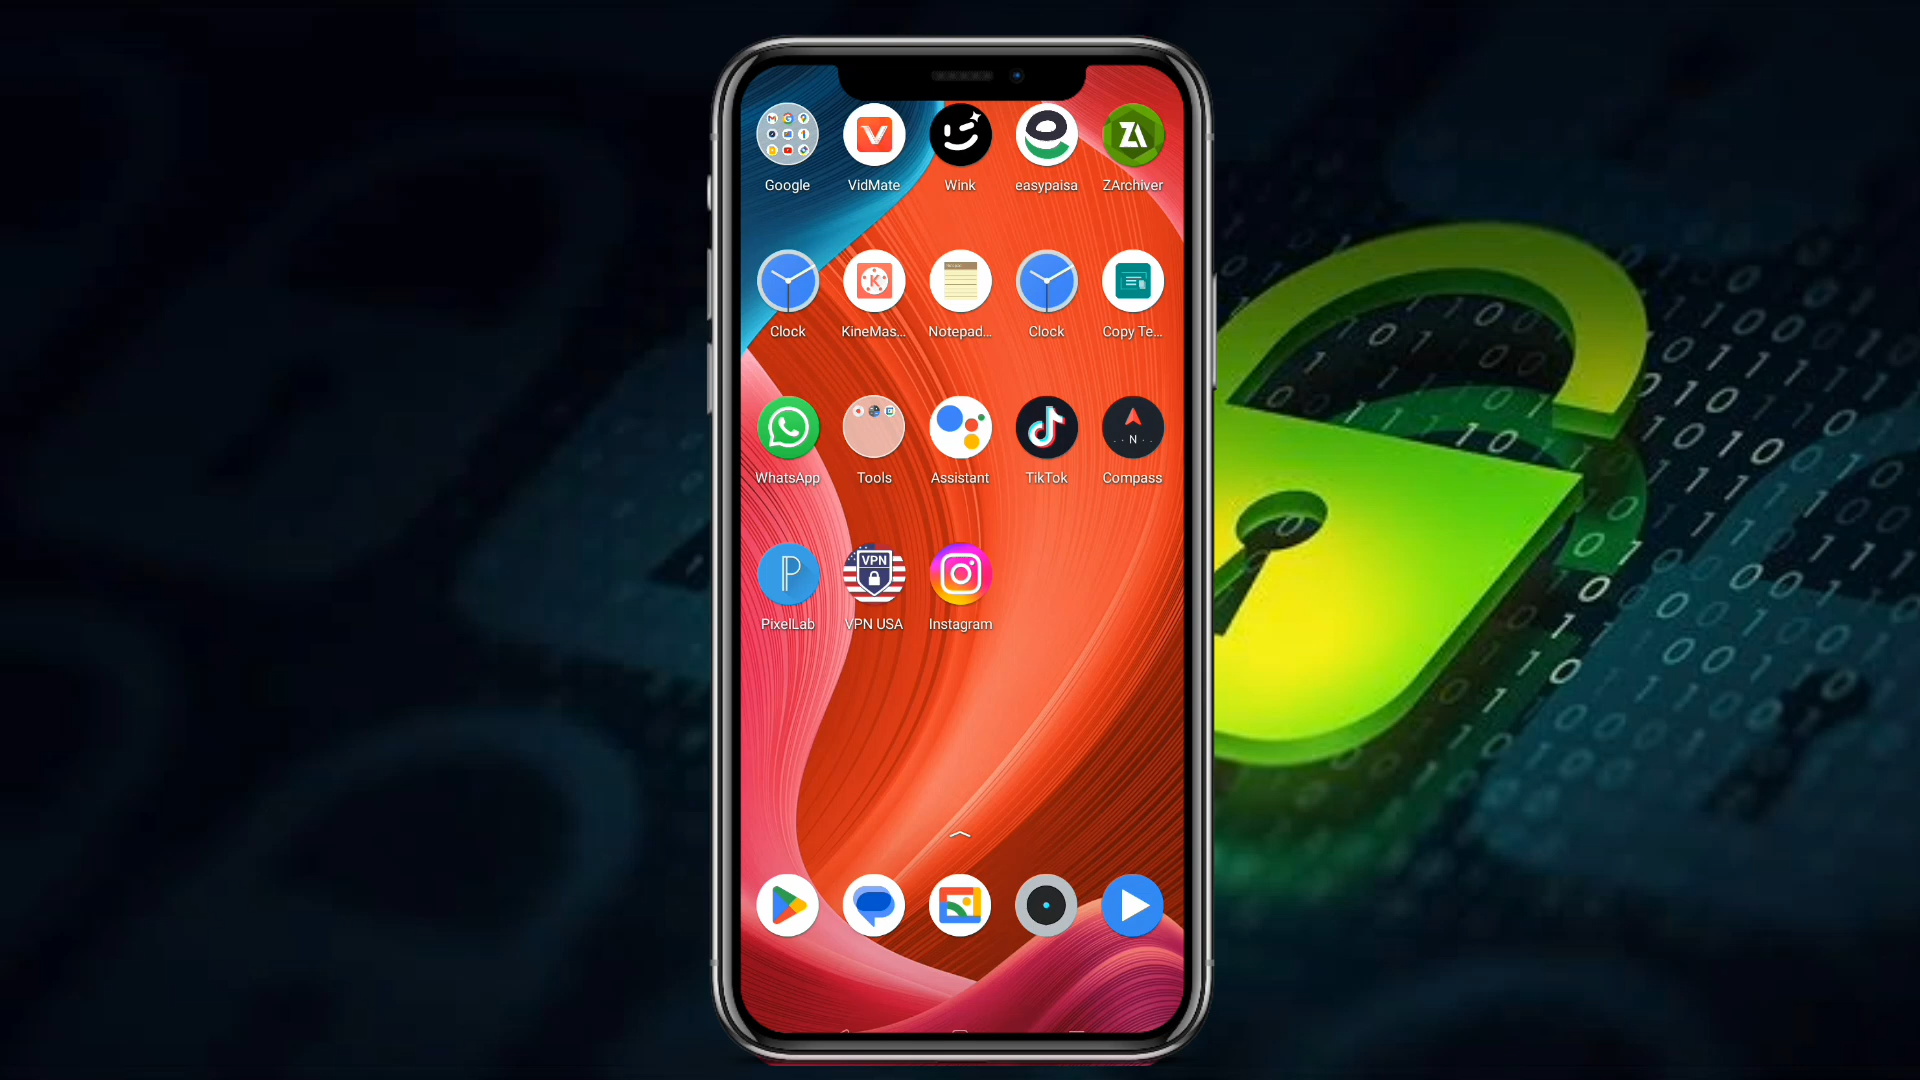 Google VidMate Wink easypaisa ZArchiver
Clock KineMas... Notepad... Clock Copy Te...
N
WhatsApp Tools Assistant TikTok Compass
VPN
PixelLab VPN USA Instagram